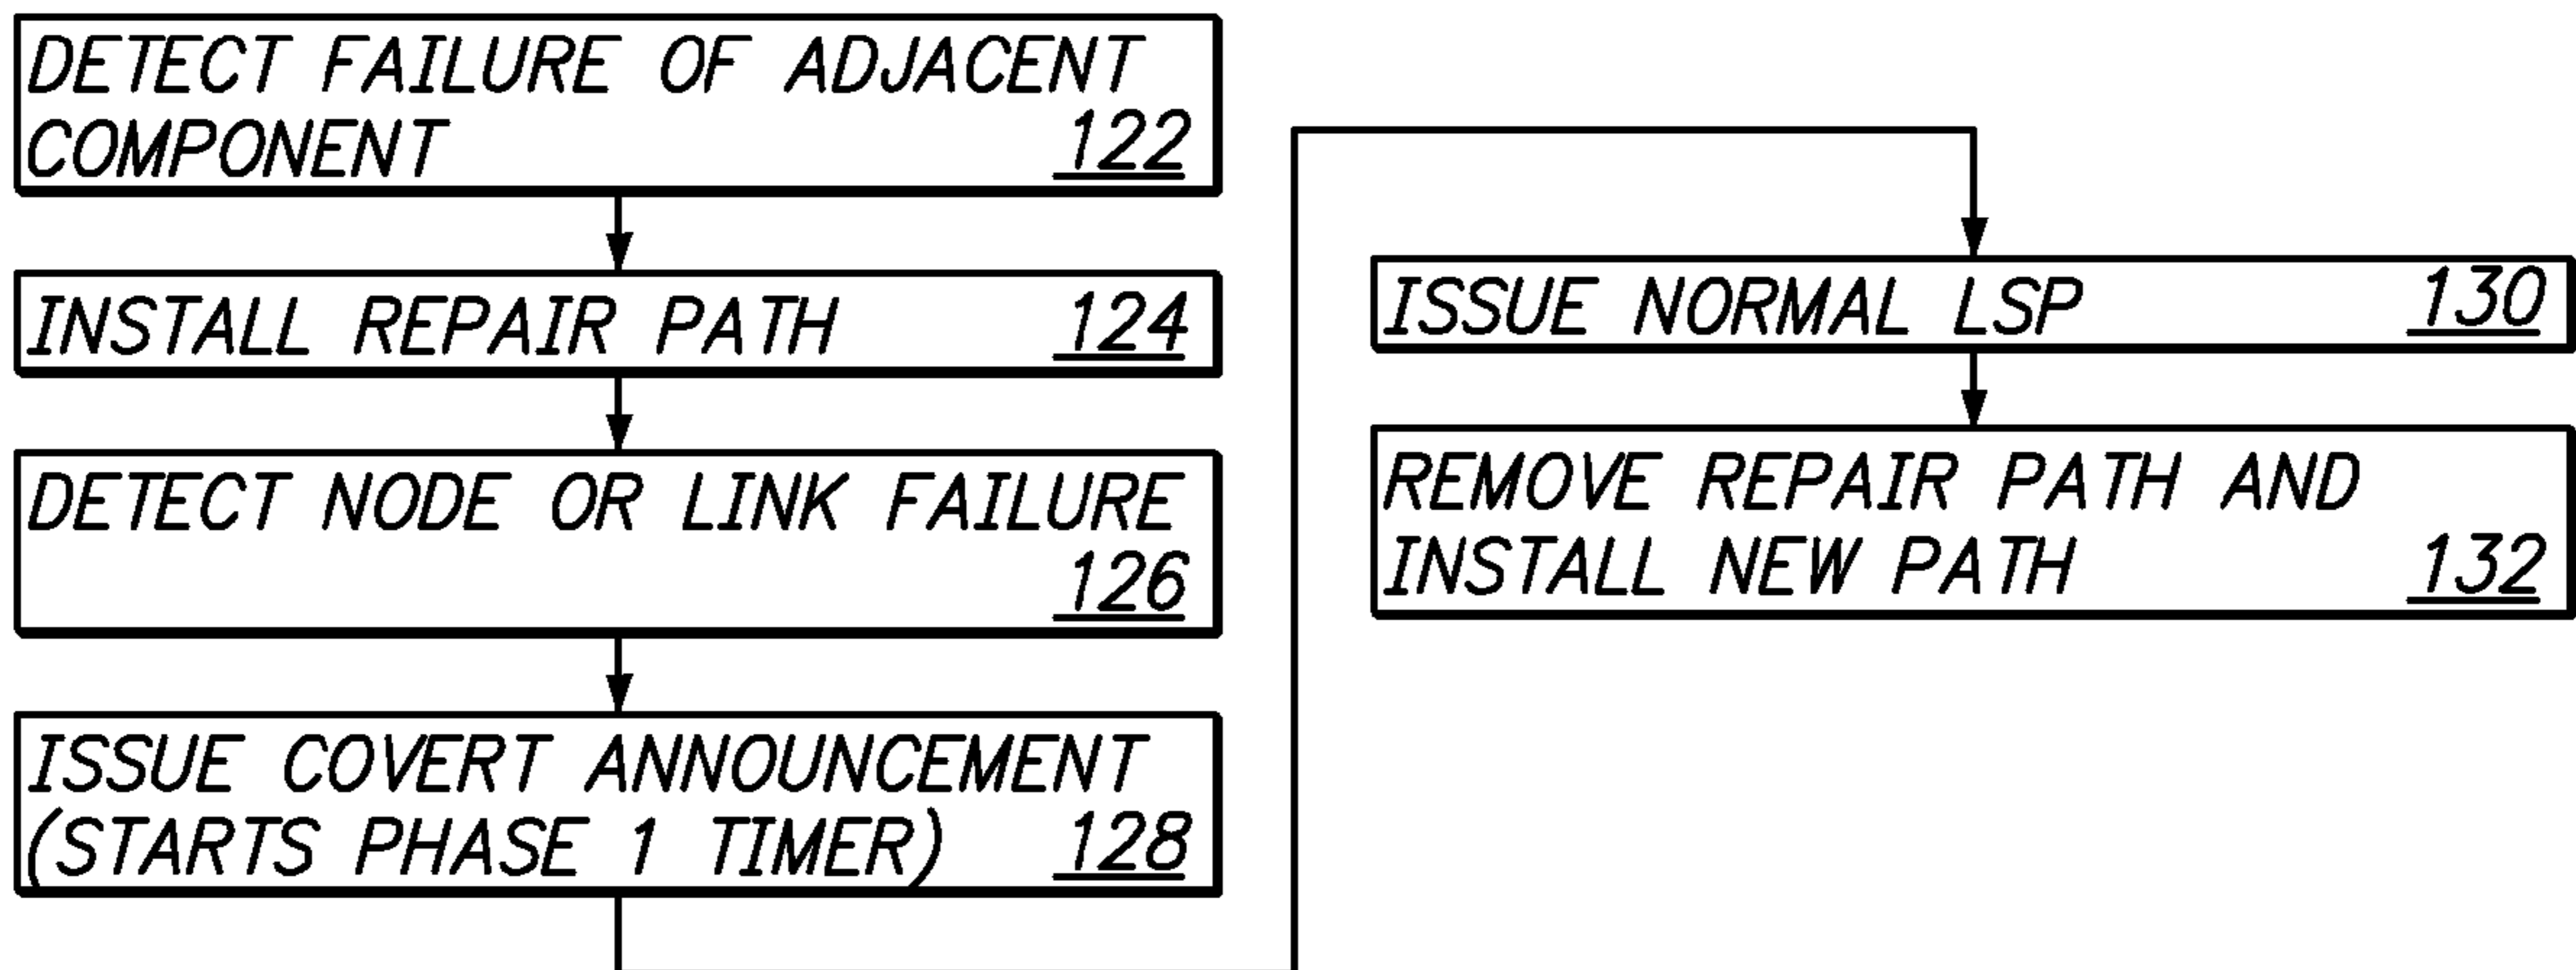 DETECT FAILURE OF ADJACENT
COMPONENT 122
INSTALL REPAIR PATH 124
DETECT NODE OR LINK FAILURE
126
ISSUE COVERT ANNOUNCEMENT
(STARTS PHASE 1 TIMER) 128
ISSUE NORMAL LSP 130
REMOVE REPAIR PATH AND
INSTALL NEW PATH 132